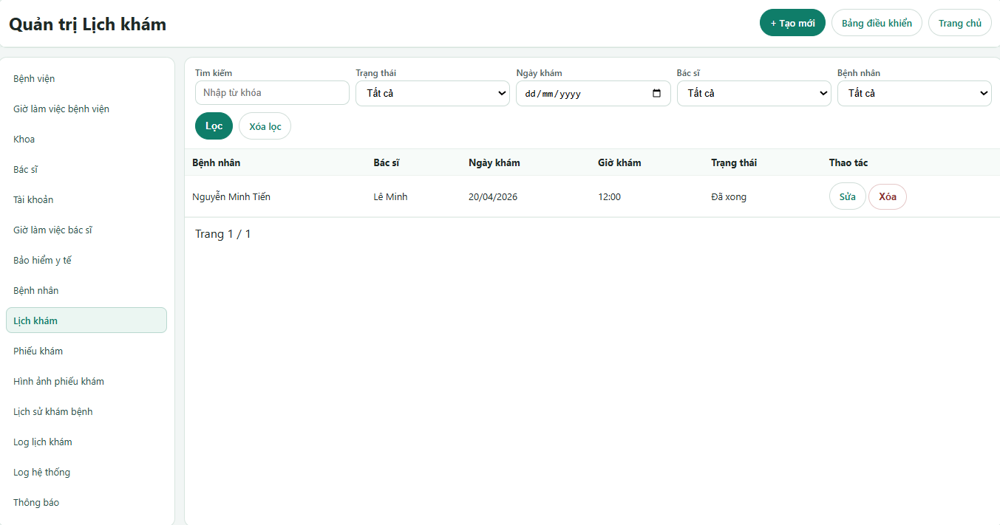 Quản trị Lịch khám
+ Tạo mới
Bảng điều khiển
Trang chủ
Bệnh viện
Giờ làm việc bệnh viện
Khoa
Bác sĩ
Tài khoản
Giờ làm việc bác sĩ
Bảo hiểm y tế
Bệnh nhân
Lịch khám
Phiếu khám
Hình ảnh phiếu khám
Lịch sử khám bệnh
Log lịch khám
Log hệ thống
Thông báo
Tìm kiếm
Nhập từ khóa
Trạng thái
Tất cả
Ngày khám
dd/mm/yyyy
Bác sĩ
Tất cả
Bệnh nhân
Tất cả
Lọc
Xóa lọc
Bệnh nhân Bác sĩ Ngày khám Giờ khám Trạng thái Thao tác
Nguyễn Minh Tiến Lê Minh 20/04/2026 12:00 Đã xong Sửa Xóa
Trang 1 / 1